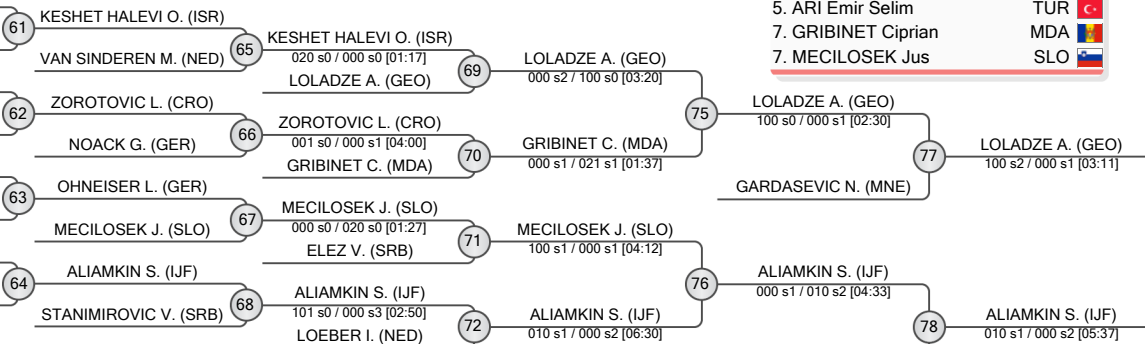 5. ARI Emir Selim TUR
7. GRIBINET Ciprian MDA
7. MECILOSEK Jus SLO
61
KESHET HALEVI O. (ISR)
VAN SINDEREN M. (NED)
62
ZOROTOVIC L. (CRO)
NOACK G. (GER)
63
OHNEISER L. (GER)
MECILOSEK J. (SLO)
64
ALIAMKIN S. (IJF)
STANIMIROVIC V. (SRB)
65
KESHET HALEVI O. (ISR)
020 s0 / 000 s0 [01:17]
LOLADZE A. (GEO)
66
ZOROTOVIC L. (CRO)
001 s0 / 000 s1 [04:00]
GRIBINET C. (MDA)
67
MECILOSEK J. (SLO)
000 s0 / 020 s0 [01:27]
ELEZ V. (SRB)
68
ALIAMKIN S. (IJF)
101 s0 / 000 s3 [02:50]
LOEBER I. (NED)
69
LOLADZE A. (GEO)
000 s2 / 100 s0 [03:20]
70
GRIBINET C. (MDA)
000 s1 / 021 s1 [01:37]
71
MECILOSEK J. (SLO)
100 s1 / 000 s1 [04:12]
72
ALIAMKIN S. (IJF)
010 s1 / 000 s2 [06:30]
75
LOLADZE A. (GEO)
100 s0 / 000 s1 [02:30]
GARDASEVIC N. (MNE)
76
ALIAMKIN S. (IJF)
000 s1 / 010 s2 [04:33]
77
LOLADZE A. (GEO)
100 s2 / 000 s1 [03:11]
78
ALIAMKIN S. (IJF)
010 s1 / 000 s2 [05:37]